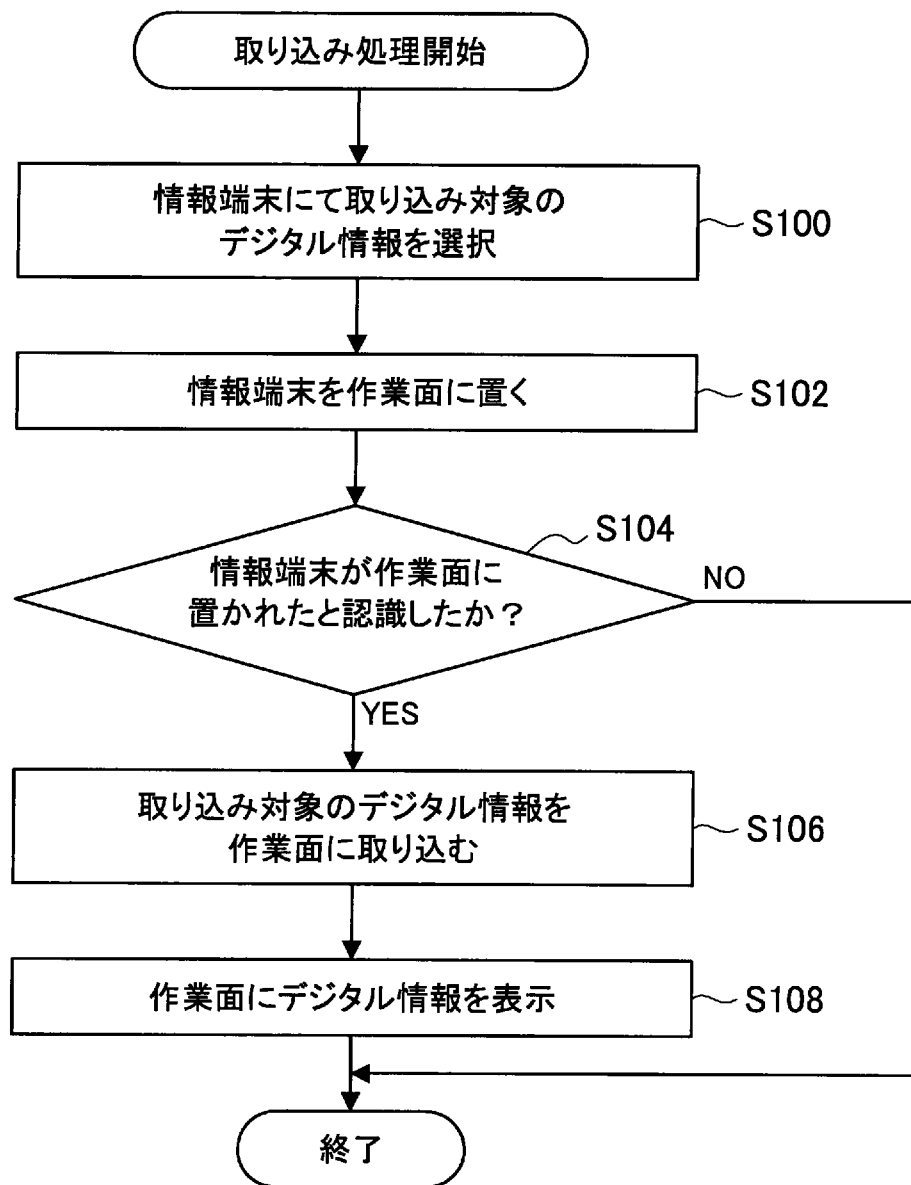 取り込み処理開始
情報端末にて取り込み対象の
デジタル情報を選択
S100
情報端末を作業面に置く
S102
S104
情報端末が作業面に
置かれたと認識したか？
NO
YES
取り込み対象のデジタル情報を
作業面に取り込む
S106
作業面にデジタル情報を表示
S108
終了